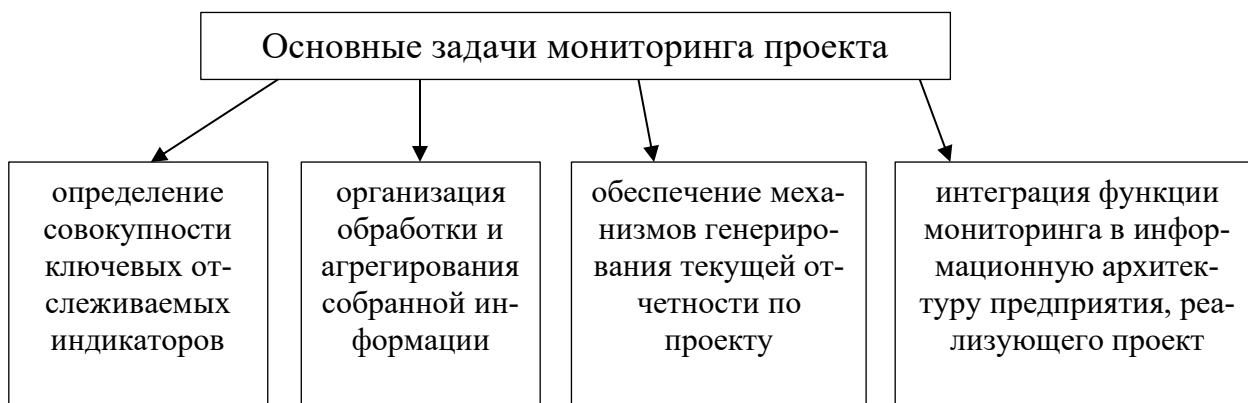 Основные задачи мониторинга проекта
определение
совокупности
ключевых от-
слеживаемых
индикаторов
организация
обработки и
агрегирования
собранной ин-
формации
обеспечение меха-
низмов генериро-
вания текущей от-
четности по
проекту
интеграция функции
мониторинга в инфор-
мационную архитек-
туру предприятия, реа-
лизующего проект